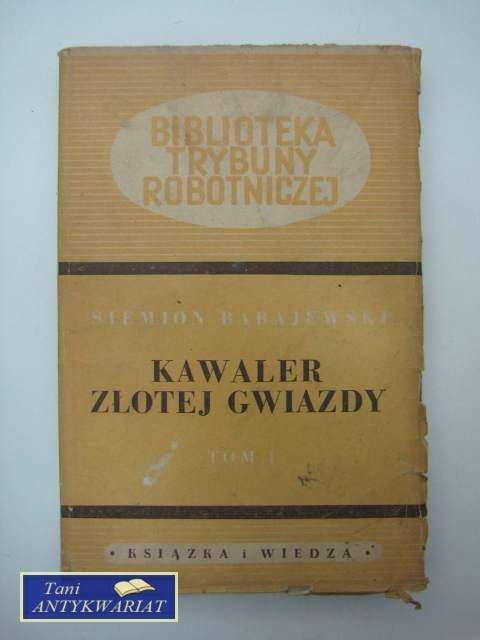 BIBLIOTEKA
TRYBUNY
ROBOTNICZEJ
SIEMION BABAJEWSKI
KAWALER
ZŁOTEJ GWIAZDY
TOM I
• KSIĄŻKA i WIEDZA •
Tani
ANTYKWARIAT